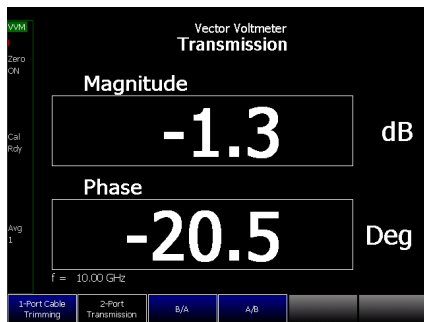 VVM
Vector Voltmeter
Transmission
Zero
ON
Magnitude
-1.3
dB
Cal
Rdy
Phase
-20.5
Deg
Avg
1
f = 10.00 GHz
1-Port Cable
Trimming
2-Port
Transmission
B/A
A/B